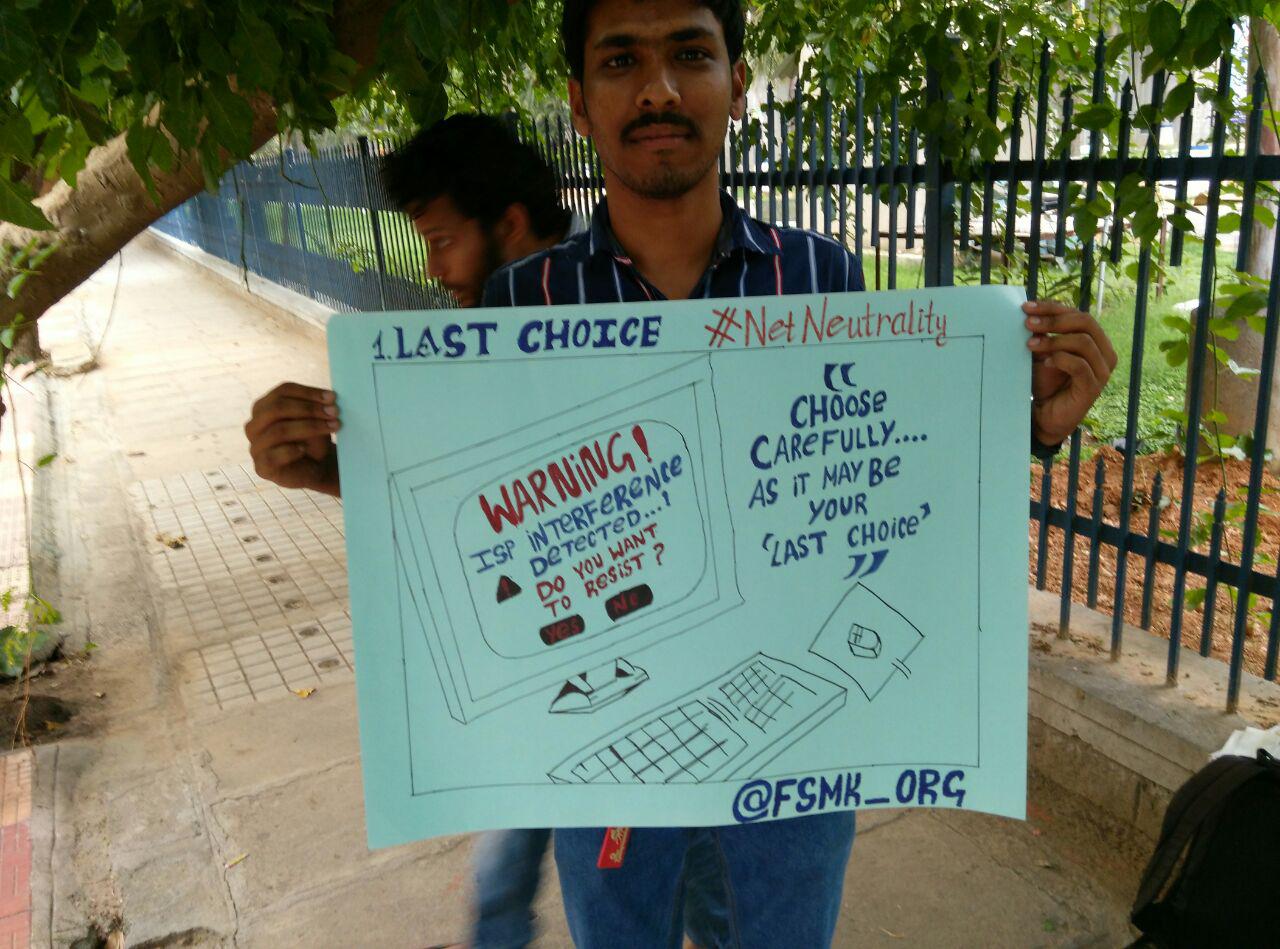 1. LAST CHOICE #NetNeutrality
WARNING!
ISP INTERFERENCE
DETECTED...!
DO YOU WANT
TO RESIST?
Yes No
“
CHOOSE
CAREFULLY....
AS IT MAY BE
YOUR
‘LAST CHOICE’
”
@FSMK_ORG